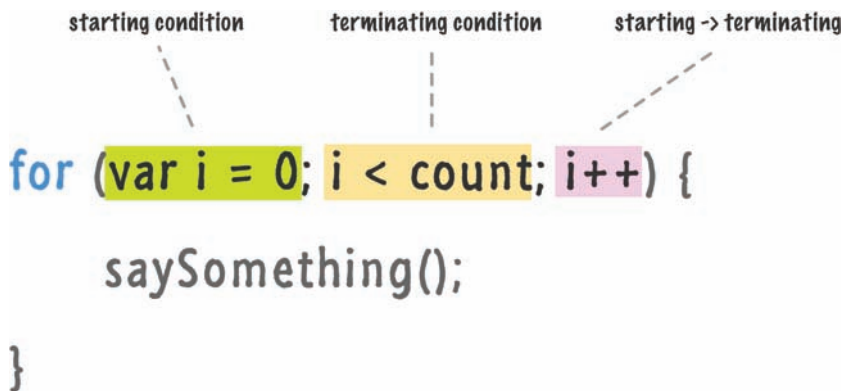 starting condition terminating condition starting -> terminating
for (var i = 0; i < count; i++) {
saySomething();
}